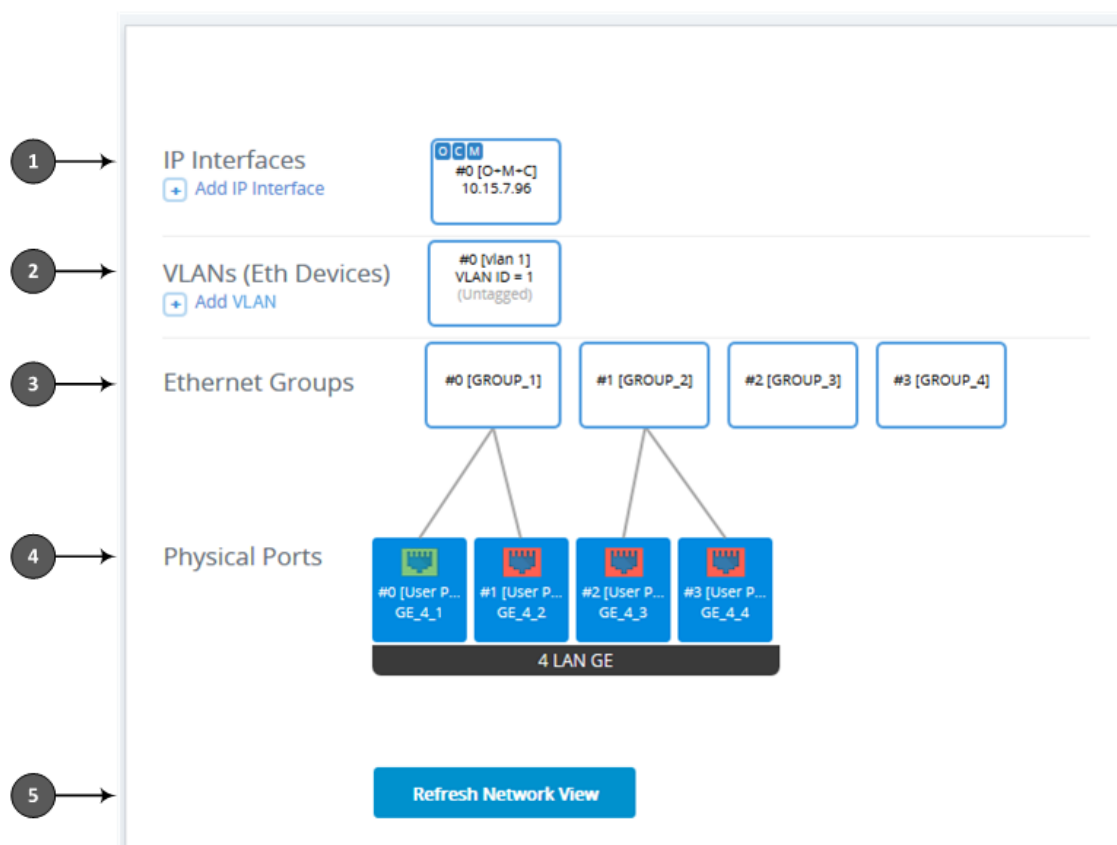 1
IP Interfaces
+ Add IP Interface
O C M
#0 [O+M+C]
10.15.7.96
2
VLANs (Eth Devices)
+ Add VLAN
#0 [vlan 1]
VLAN ID = 1
(Untagged)
3
Ethernet Groups
#0 [GROUP_1]
#1 [GROUP_2]
#2 [GROUP_3]
#3 [GROUP_4]
4
Physical Ports
#0 [User P...
GE_4_1
#1 [User P...
GE_4_2
#2 [User P...
GE_4_3
#3 [User P...
GE_4_4
4 LAN GE
5
Refresh Network View